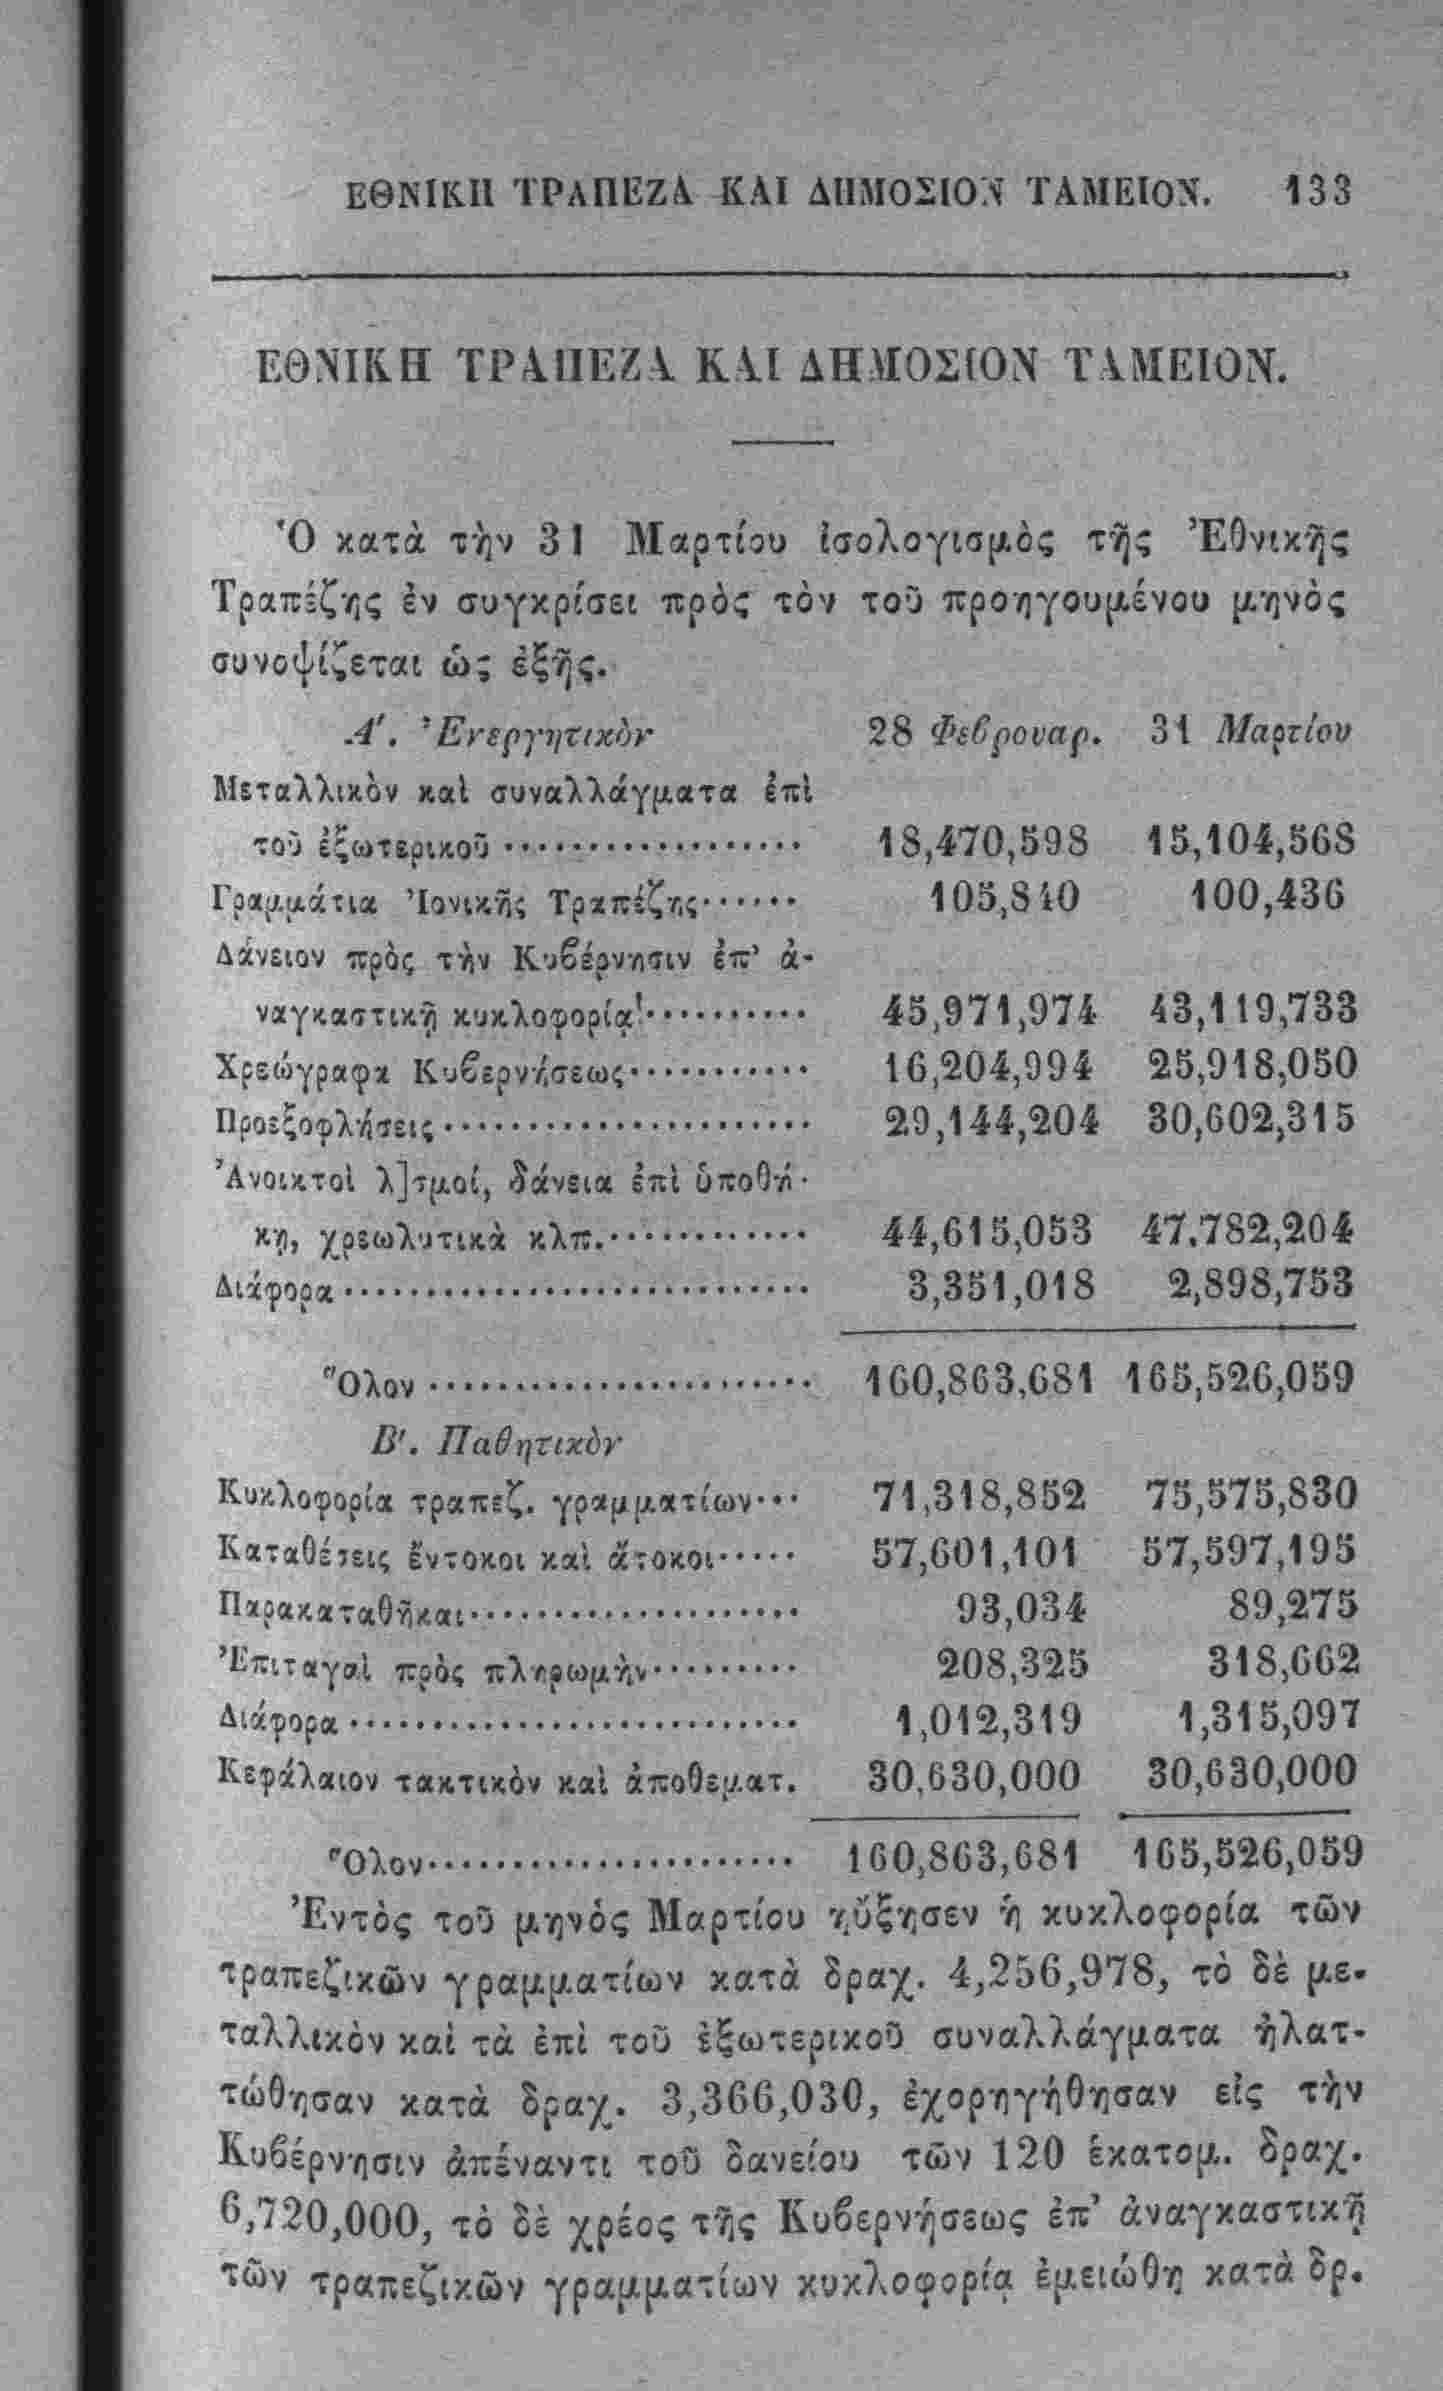 ΕΘΝΙΚΗ ΤΡΑΠΕΖΑ ΚΑΙ ΔΗΜΟΣΙΟΝ ΤΑΜΕΙΟΝ. 133
ΕΘΝΙΚΗ ΤΡΑΠΕΖΑ ΚΑΙ ΔΗΜΟΣΙΟΝ ΤΑΜΕΙΟΝ.
Ὁ κατὰ τὴν 31 Μαρτίου ἰσολογισμὸς τῆς Ἐθνικῆς
Τραπέζης ἐν συγκρίσει πρὸς τὸν τοῦ προηγουμένου μηνὸς
συνοψίζεται ὡς ἑξῆς.
Α'. Ἐνεργητικὸν 28 Φεβρουαρ. 31 Μαρτίου
Μεταλλικὸν καὶ συναλλάγματα ἐπὶ
τοῦ ἐξωτερικοῦ .................. 18,470,598 15,104,568
Γραμμάτια Ἰονικῆς Τραπέζης...... 105,840 100,436
Δάνειον πρὸς τὴν Κυβέρνησιν ἐπ' ἀ-
ναγκαστικῇ κυκλοφορίᾳ .......... 45,971,974 43,119,733
Χρεώγραφα Κυβερνήσεως........... 16,204,994 25,918,050
Προεξοφλήσεις ...................... 29,144,204 30,602,315
Ἀνοικτοὶ λ]σμοί, δάνεια ἐπὶ ὑποθή-
κῃ, χρεωλυτικὰ κλπ............. 44,615,053 47.782,204
Διάφορα ............................ 3,351,018 2,898,753
Ὅλον ....................... 160,863,681 165,526,059
Β'. Παθητικὸν
Κυκλοφορία τραπεζ. γραμματίων... 71,318,852 75,575,830
Καταθέσεις ἔντοκοι καὶ ἄτοκοι..... 57,601,101 57,597,195
Παρακαταθῆκαι.................... 93,034 89,275
Ἐπιταγαὶ πρὸς πληρωμὴν......... 208,325 318,662
Διάφορα ........................... 1,012,319 1,315,097
Κεφάλαιον τακτικὸν καὶ ἀποθεματ. 30,630,000 30,630,000
Ὅλον...................... 160,863,681 165,526,059
Ἐντὸς τοῦ μηνὸς Μαρτίου ηὔξησεν ἡ κυκλοφορία τῶν
τραπεζικῶν γραμματίων κατὰ δραχ. 4,256,978, τὸ δὲ με-
ταλλικὸν καὶ τὰ ἐπὶ τοῦ ἐξωτερικοῦ συναλλάγματα ἠλατ-
τώθησαν κατὰ δραχ. 3,366,030, ἐχορηγήθησαν εἰς τὴν
Κυβέρνησιν ἀπέναντι τοῦ δανείου τῶν 120 ἑκατομ. δραχ.
6,720,000, τὸ δὲ χρέος τῆς Κυβερνήσεως ἐπ' ἀναγκαστικῇ
τῶν τραπεζικῶν γραμματίων κυκλοφορίᾳ ἐμειώθη κατὰ δρ.